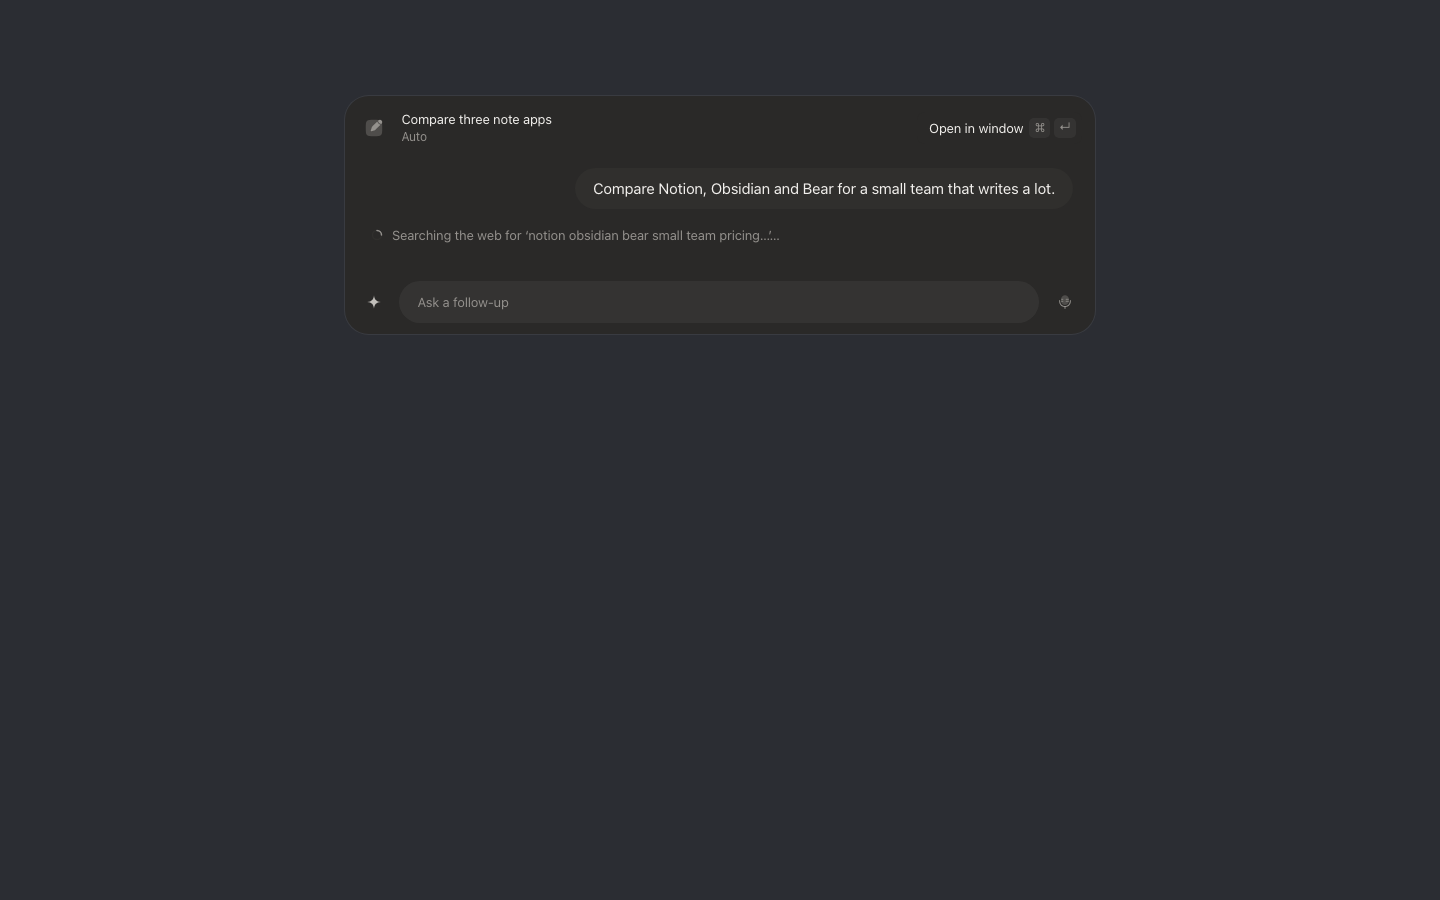 Compare three note apps
Auto
Open in window ⌘ ↵
Compare Notion, Obsidian and Bear for a small team that writes a lot.
Searching the web for ‘notion obsidian bear small team pricing…’…
Ask a follow-up